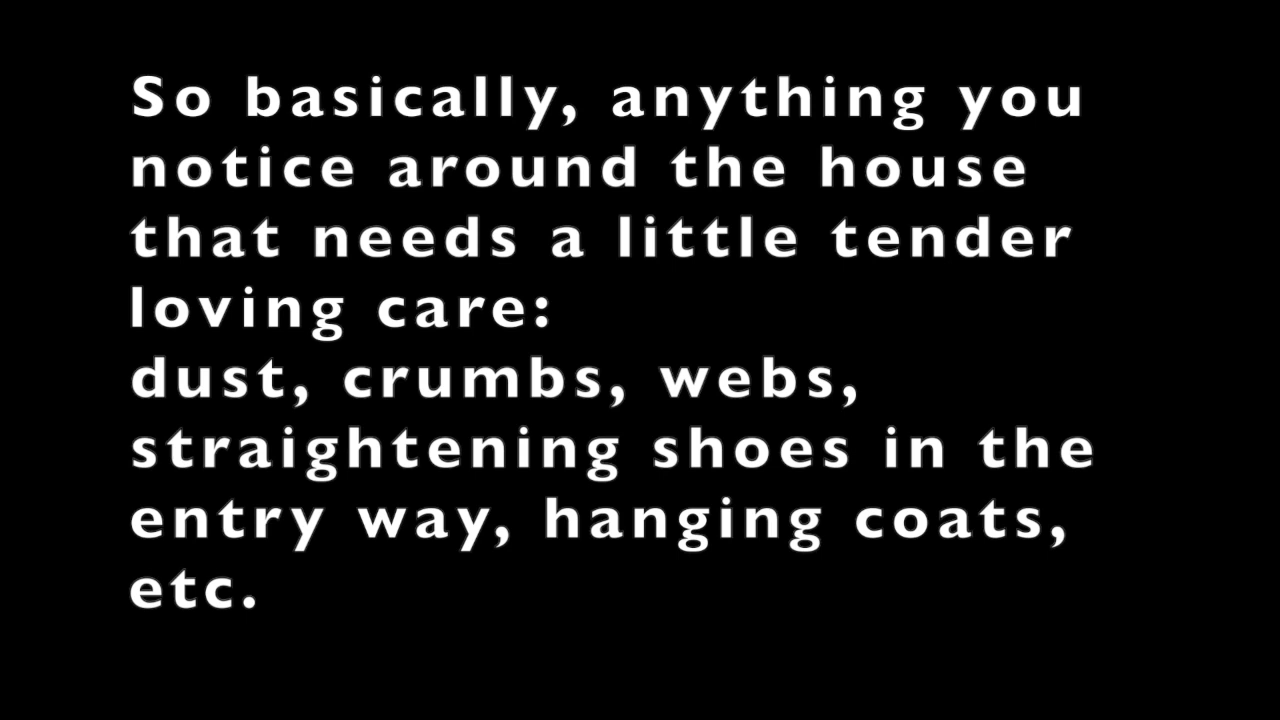 So basically, anything you
notice around the house
that needs a little tender
loving care:
dust, crumbs, webs,
straightening shoes in the
entry way, hanging coats,
etc.